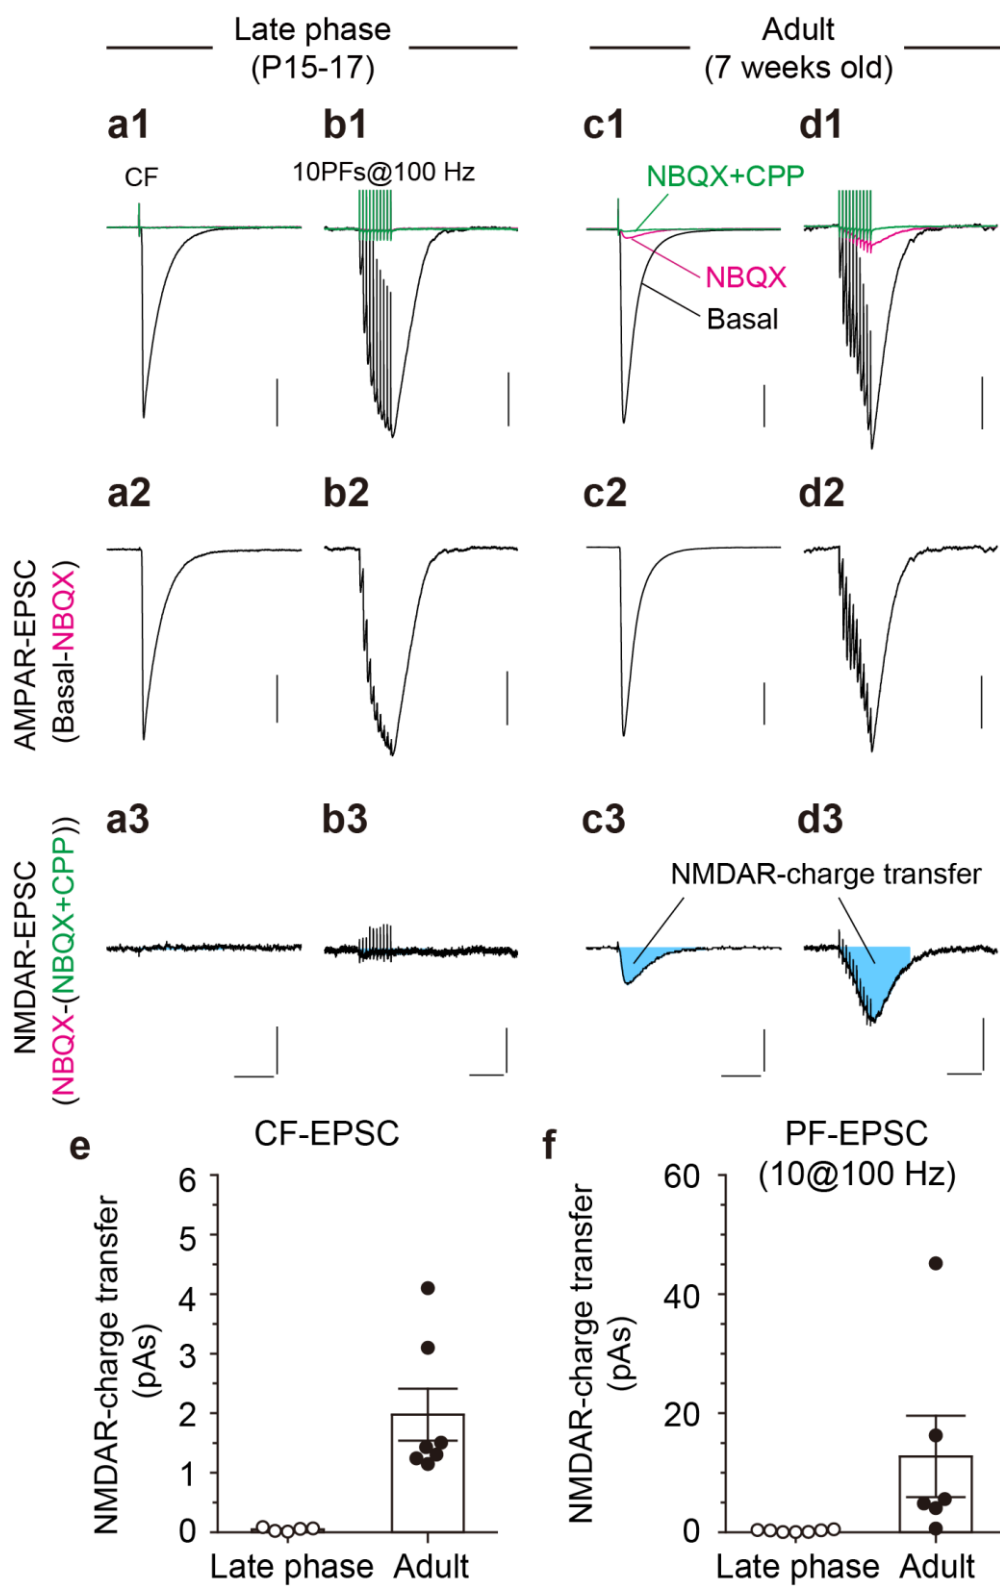 Late phase
(P15-17)
Adult
(7 weeks old)
a1
b1
c1
d1
CF
10PFs@100 Hz
NBQX+CPP
NBQX
Basal
AMPAR-EPSC
(Basal-NBQX)
a2
b2
c2
d2
NMDAR-EPSC
(NBQX-(NBQX+CPP))
a3
b3
c3
d3
NMDAR-charge transfer
e
CF-EPSC
NMDAR-charge transfer
(pAs)
6
5
4
3
2
1
0
Late phase
Adult
f
PF-EPSC
(10@100 Hz)
NMDAR-charge transfer
(pAs)
60
40
20
0
Late phase
Adult